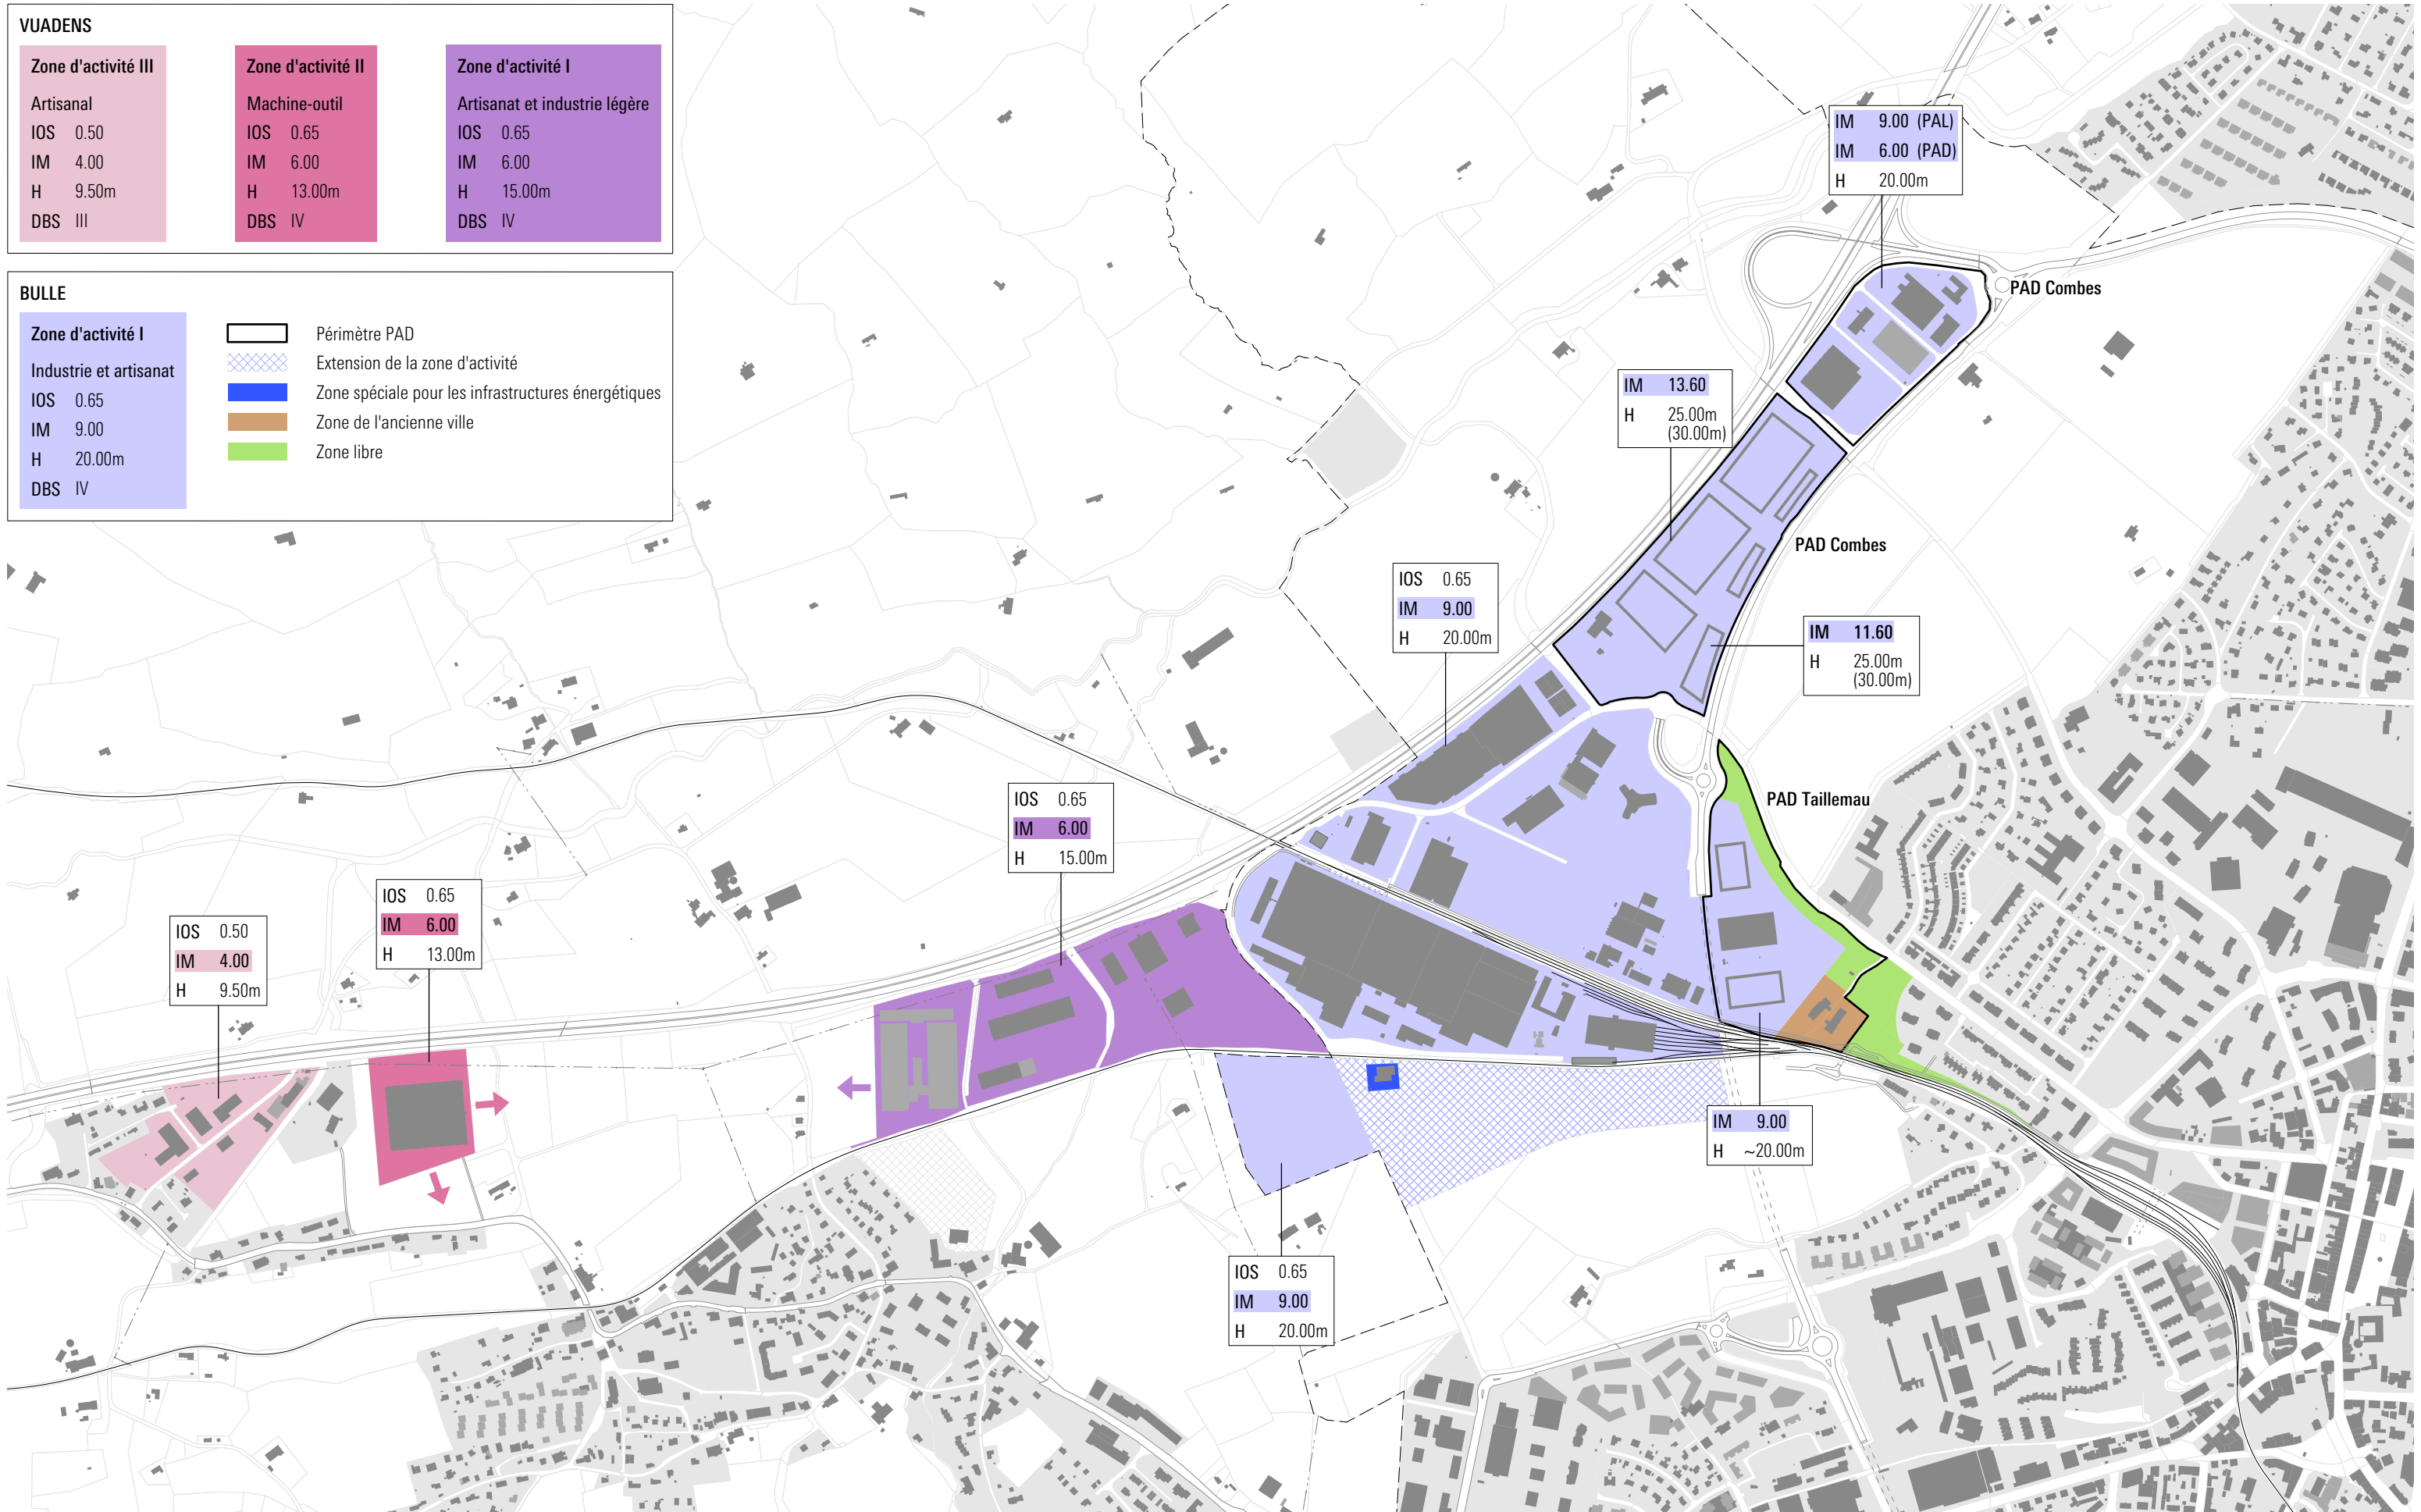 VUADENS
Zone d'activité III
Artisanal
IOS 0.50
IM 4.00
H 9.50m
DBS III
Zone d'activité II
Machine-outil
IOS 0.65
IM 6.00
H 13.00m
DBS IV
Zone d'activité I
Artisanat et industrie légère
IOS 0.65
IM 6.00
H 15.00m
DBS IV
BULLE
Zone d'activité I
Industrie et artisanat
IOS 0.65
IM 9.00
H 20.00m
DBS IV
Périmètre PAD
Extension de la zone d'activité
Zone spéciale pour les infrastructures énergétiques
Zone de l'ancienne ville
Zone libre
IM 9.00 (PAL)
IM 6.00 (PAD)
H 20.00m
PAD Combes
IM 13.60
H 25.00m
(30.00m)
PAD Combes
IOS 0.65
IM 9.00
H 20.00m
IM 11.60
H 25.00m
(30.00m)
PAD Taillemau
IOS 0.65
IM 6.00
H 15.00m
IOS 0.65
IM 6.00
H 13.00m
IOS 0.50
IM 4.00
H 9.50m
IM 9.00
H ~20.00m
IOS 0.65
IM 9.00
H 20.00m